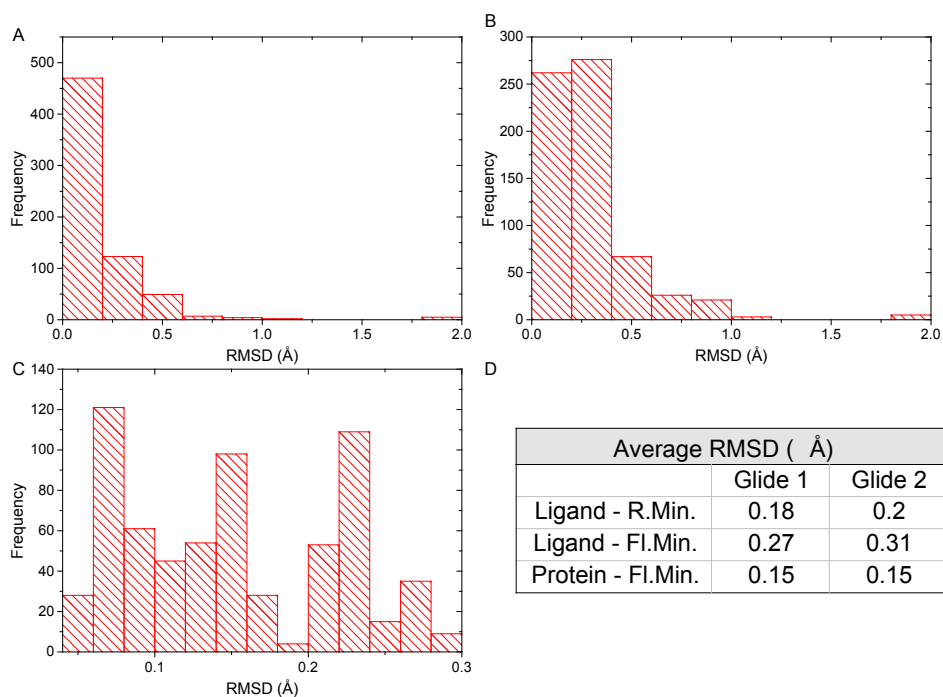 A
500
400
300
200
100
0
Frequency
0.0 0.5 1.0 1.5 2.0
RMSD (Å)
B
300
250
200
150
100
50
0
Frequency
0.0 0.5 1.0 1.5 2.0
RMSD (Å)
C
140
120
100
80
60
40
20
0
Frequency
0.1 0.2 0.3
RMSD (Å)
D
Average RMSD ( Å)
Glide 1 Glide 2
Ligand - R.Min. 0.18 0.2
Ligand - Fl.Min. 0.27 0.31
Protein - Fl.Min. 0.15 0.15